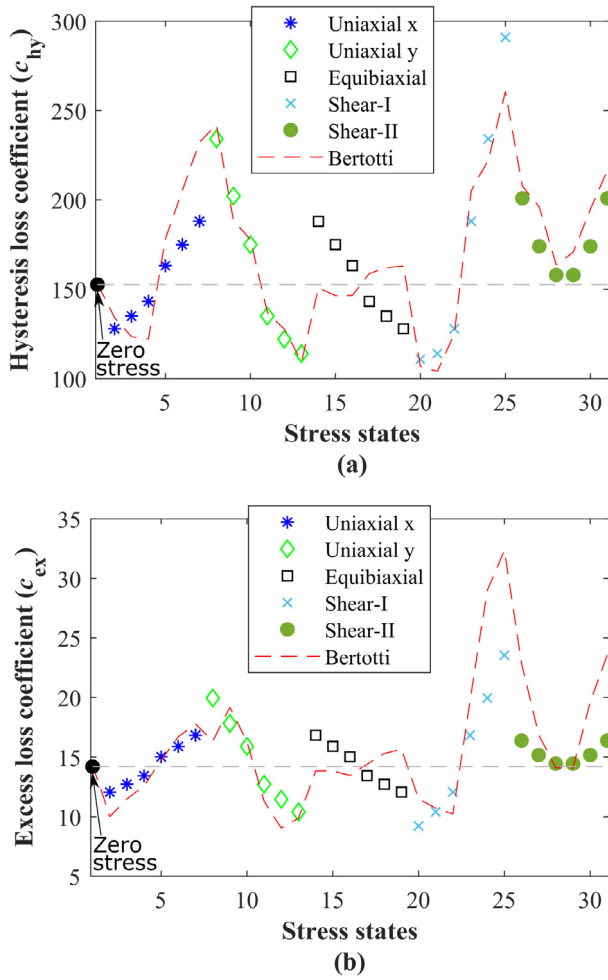 300
250
200
150
100
Hysteresis loss coefficient (c_hy)
Uniaxial x
Uniaxial y
Equibiaxial
Shear-I
Shear-II
Bertotti
Zero
stress
5 10 15 20 25 30
Stress states
(a)
35
30
25
20
15
10
5
Excess loss coefficient (c_ex)
Uniaxial x
Uniaxial y
Equibiaxial
Shear-I
Shear-II
Bertotti
Zero
stress
5 10 15 20 25 30
Stress states
(b)